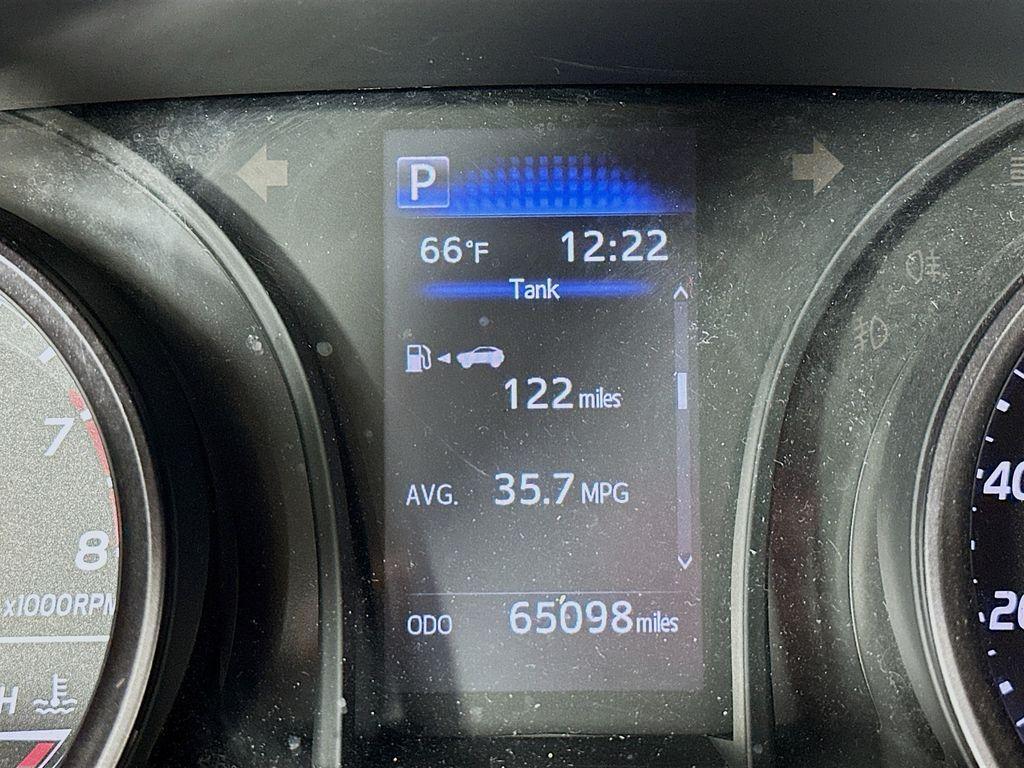 P
66°F 12:22
Tank
122 miles
AVG. 35.7 MPG
ODO 65098 miles
7
8
x1000RPM
H
40
20